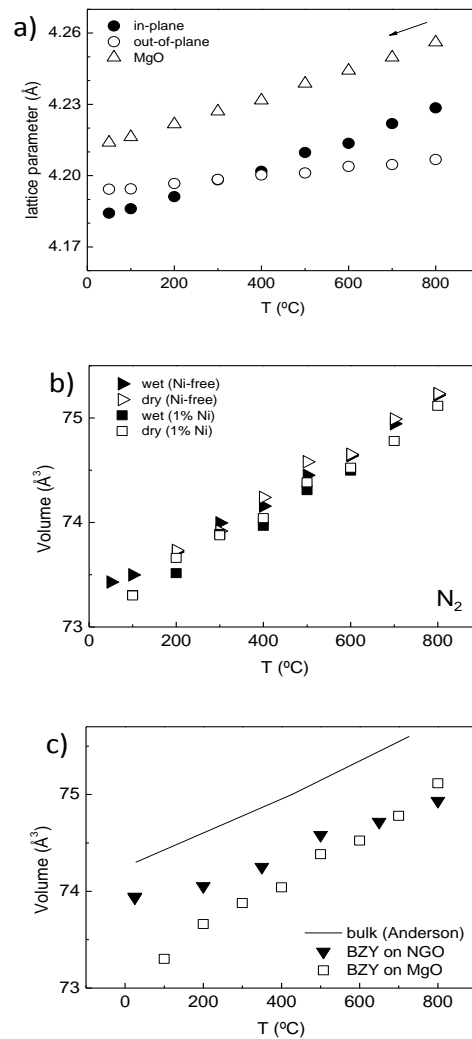 a)
in-plane
out-of-plane
MgO
4.26
4.23
4.20
4.17
lattice parameter (Å)
0 200 400 600 800
T (ºC)
b)
wet (Ni-free)
dry (Ni-free)
wet (1% Ni)
dry (1% Ni)
75
74
73
Volume (Å³)
N₂
0 200 400 600 800
T (ºC)
c)
75
74
73
Volume (Å³)
bulk (Anderson)
BZY on NGO
BZY on MgO
0 200 400 600 800
T (ºC)